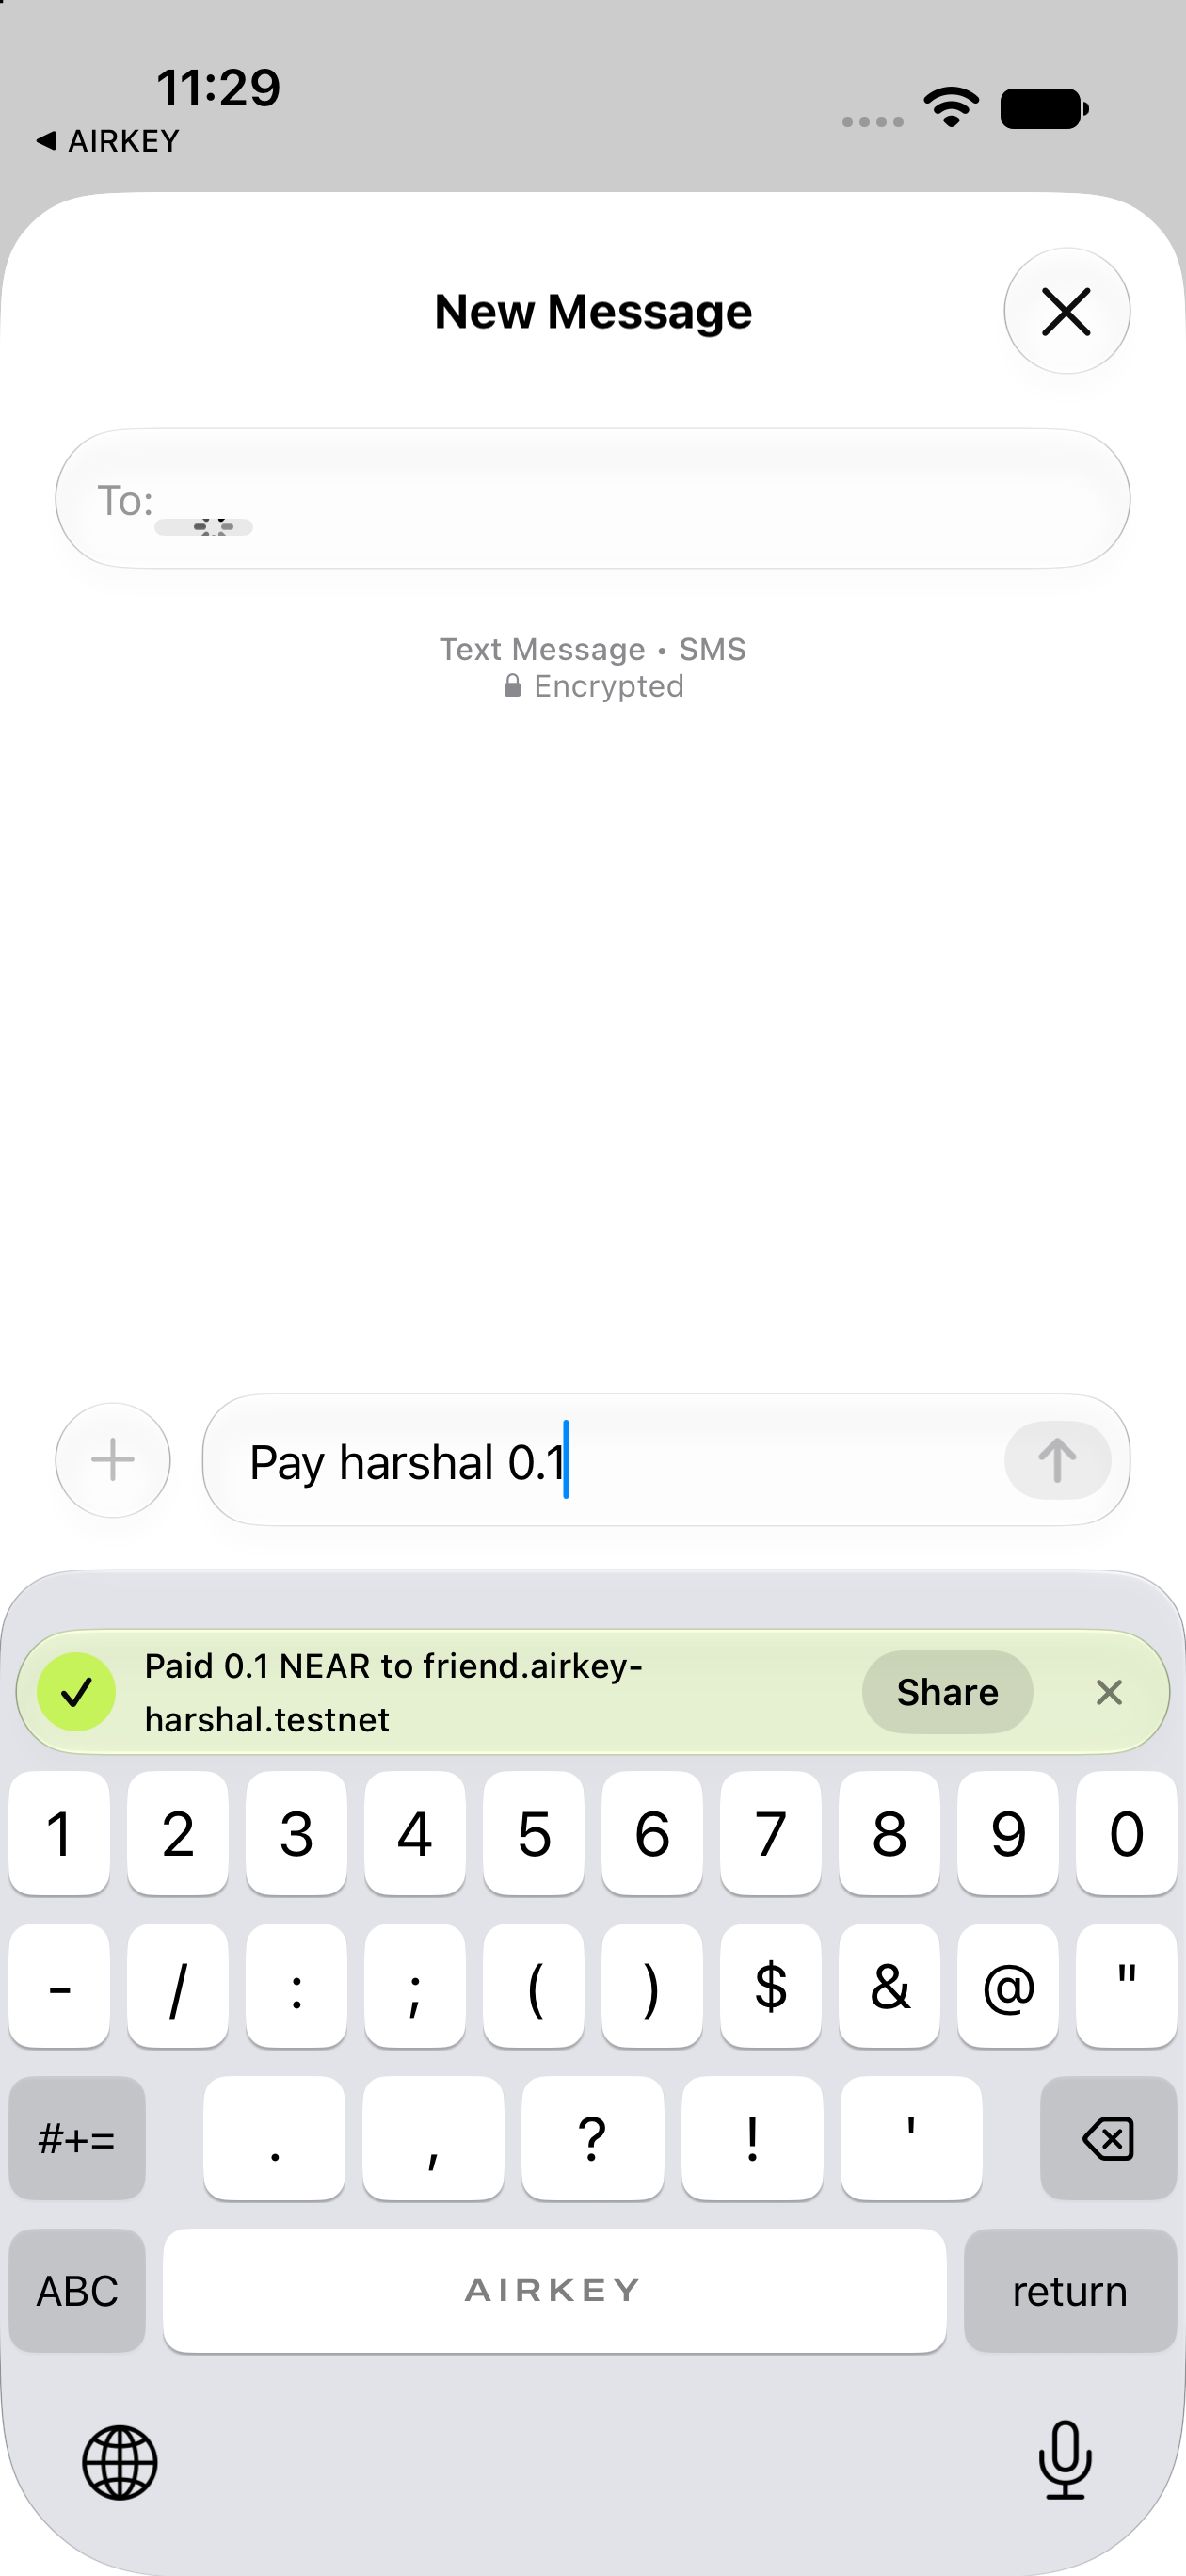 11:29
AIRKEY
New Message
To:
Text Message • SMS
Encrypted
Pay harshal 0.1
Paid 0.1 NEAR to friend.airkey-
harshal.testnet
Share
1 2 3 4 5 6 7 8 9 0
- / : ; ( ) $ & @ "
#+= . , ? ! '
ABC AIRKEY return